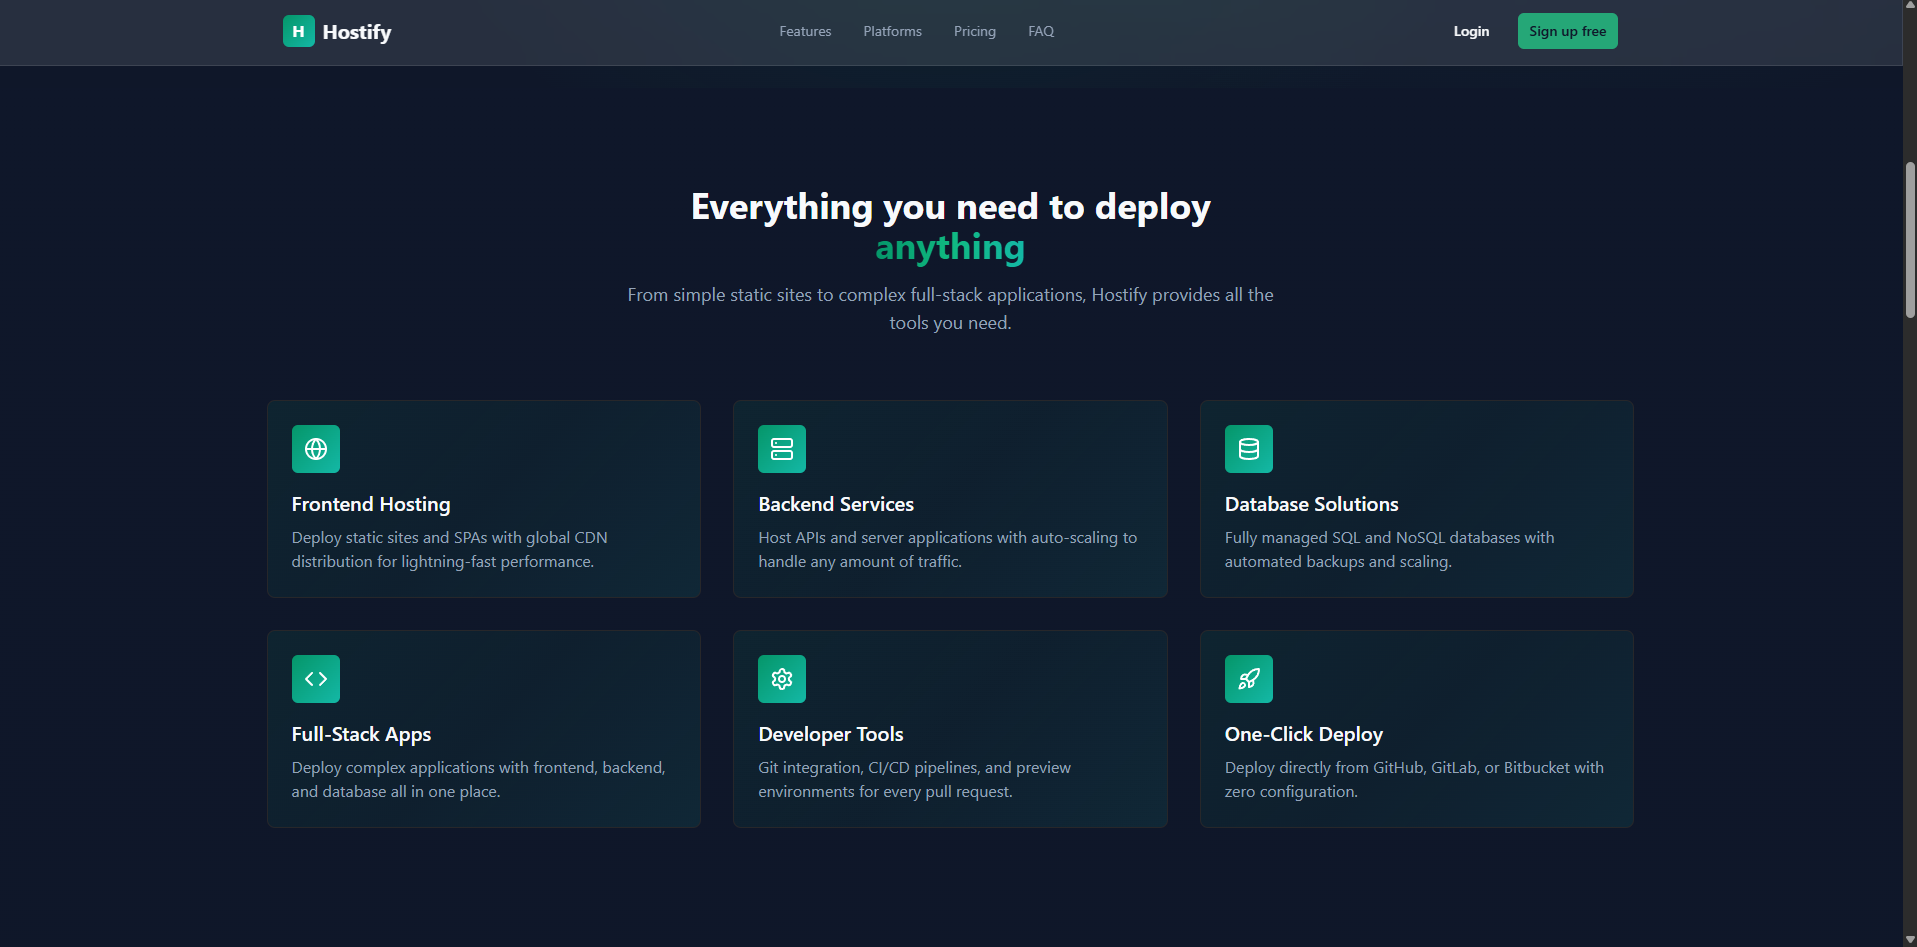 H Hostify
Features Platforms Pricing FAQ
Login
Sign up free
Everything you need to deploy
anything
From simple static sites to complex full-stack applications, Hostify provides all the
tools you need.
Frontend Hosting
Deploy static sites and SPAs with global CDN
distribution for lightning-fast performance.
Backend Services
Host APIs and server applications with auto-scaling to
handle any amount of traffic.
Database Solutions
Fully managed SQL and NoSQL databases with
automated backups and scaling.
Full-Stack Apps
Deploy complex applications with frontend, backend,
and database all in one place.
Developer Tools
Git integration, CI/CD pipelines, and preview
environments for every pull request.
One-Click Deploy
Deploy directly from GitHub, GitLab, or Bitbucket with
zero configuration.